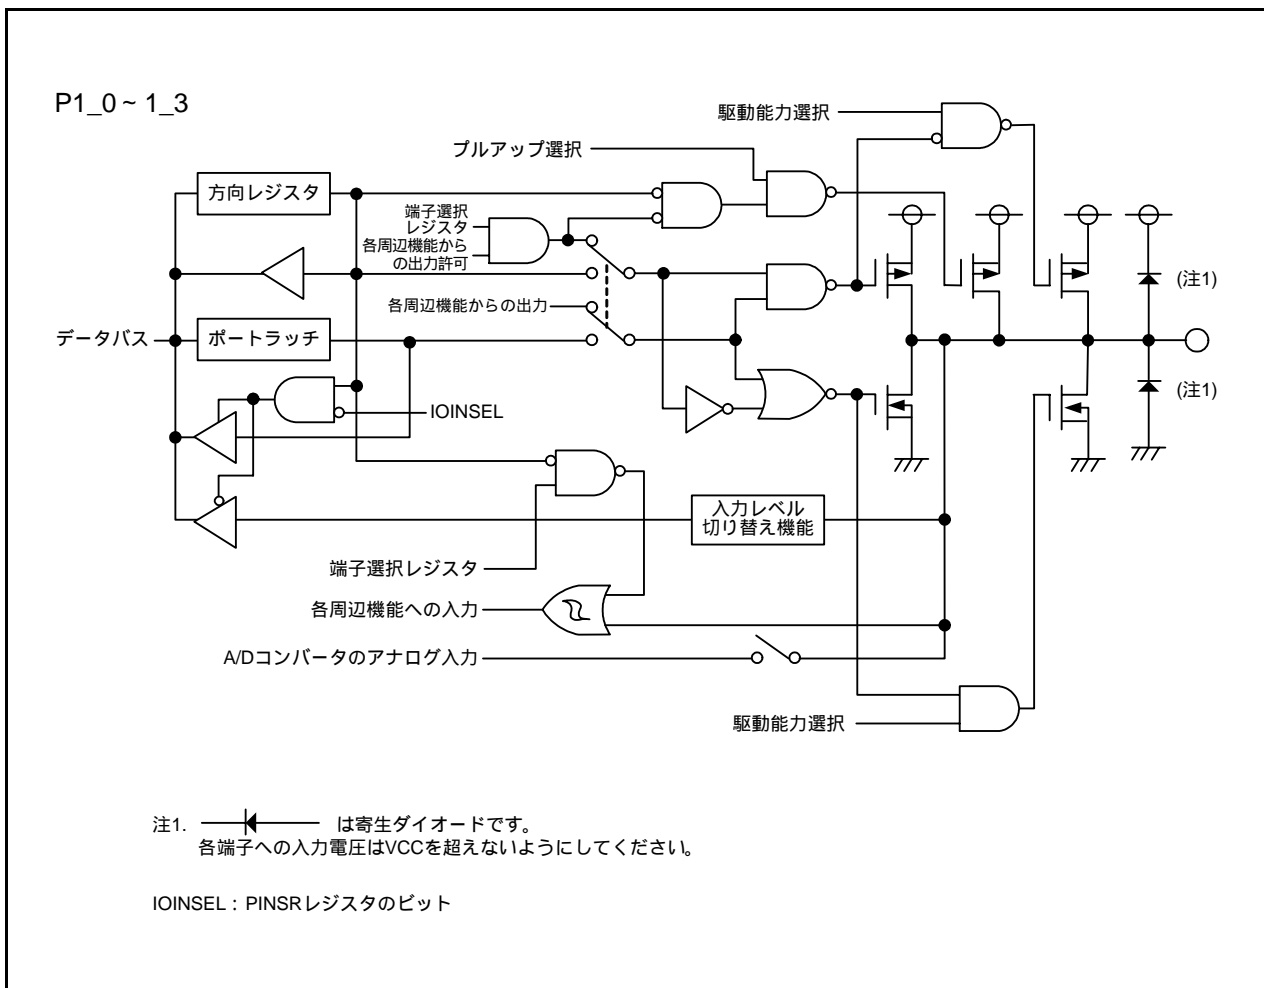 P1_0 ~ 1_3
駆動能力選択
プルアップ選択
方向レジスタ
端子選択
レジスタ
各周辺機能から
の出力許可
(注1)
各周辺機能からの出力
データバス
ポートラッチ
(注1)
IOINSEL
入力レベル
切り替え機能
端子選択レジスタ
各周辺機能への入力
A/Dコンバータのアナログ入力
駆動能力選択
注1. は寄生ダイオードです。
各端子への入力電圧はVCCを超えないようにしてください。
IOINSEL：PINSRレジスタのビット